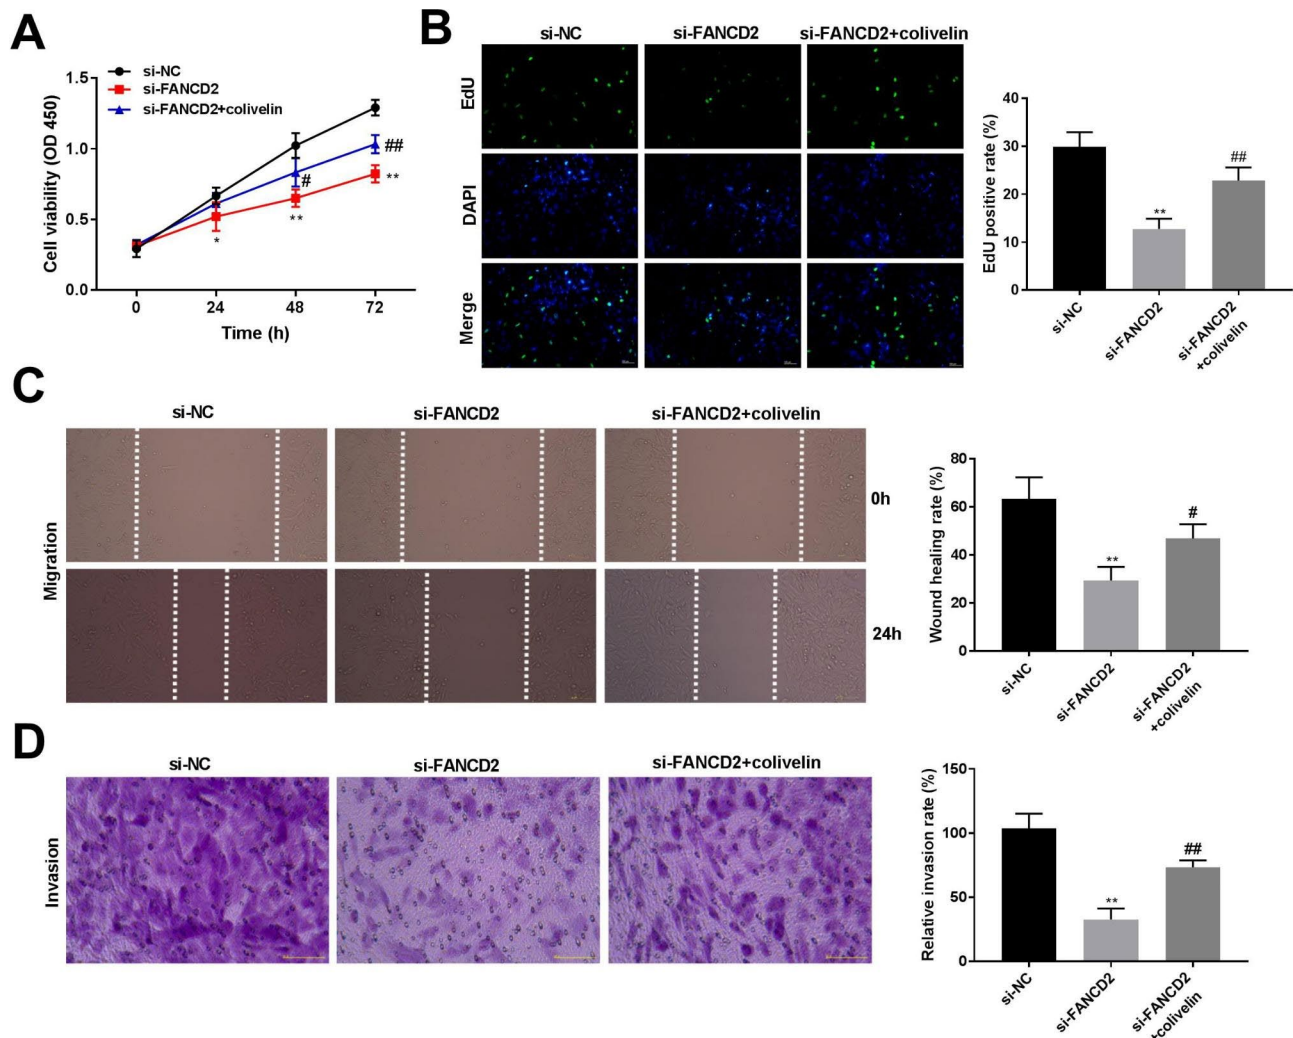 A
si-NC
si-FANCD2
si-FANCD2+colivelin
Cell viability (OD 450)
1.5
1.0
0.5
0.0
##
**
#
**
*
0
24
48
72
Time (h)
B
si-NC
si-FANCD2
si-FANCD2+colivelin
EdU
DAPI
Merge
EdU positive rate (%)
40
30
20
10
0
**
##
si-NC
si-FANCD2
si-FANCD2
+colivelin
C
si-NC
si-FANCD2
si-FANCD2+colivelin
Migration
0h
24h
Wound healing rate (%)
80
60
40
20
0
**
#
si-NC
si-FANCD2
si-FANCD2
+colivelin
D
si-NC
si-FANCD2
si-FANCD2+colivelin
Invasion
Relative invasion rate (%)
150
100
50
0
**
##
si-NC
si-FANCD2
si-FANCD2
+colivelin